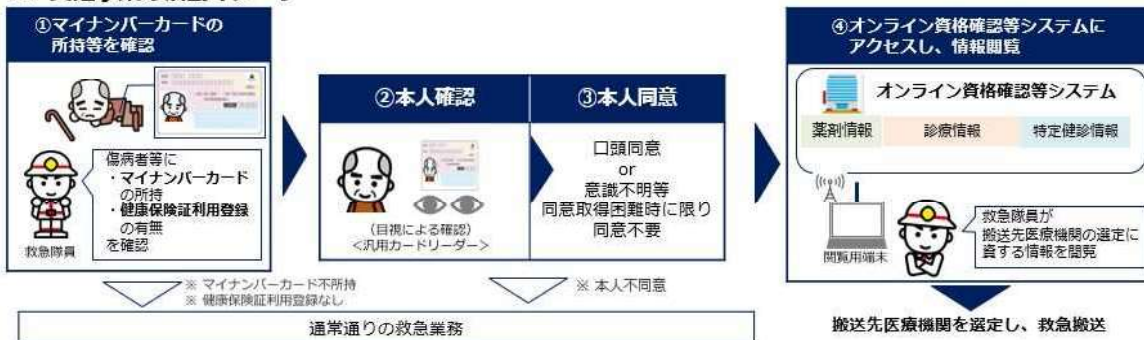 ①マイナンバーカードの
所持等を確認
傷病者等に
・マイナンバーカード
の所持
・健康保険証利用登録
の有無
を確認
救急隊員
②本人確認
（目視による確認）
＜汎用カードリーダー＞
③本人同意
口頭同意
or
意識不明等
同意取得困難時に限り
同意不要
④オンライン資格確認等システムに
アクセスし、情報閲覧
オンライン資格確認等システム
薬剤情報
診療情報
特定健診情報
閲覧用端末
救急隊員が
搬送先医療機関の選定に
資する情報を閲覧
※ マイナンバーカード不所持
※ 健康保険証利用登録なし
※ 本人不同意
通常通りの救急業務
搬送先医療機関を選定し、救急搬送